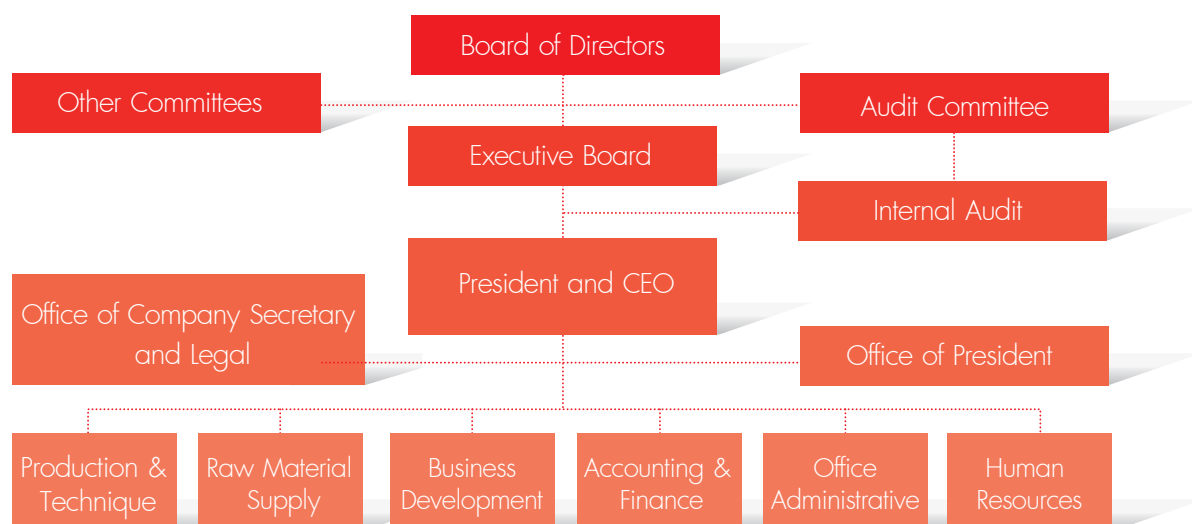 Board of Directors
Other Committees
Audit Committee
Executive Board
Internal Audit
President and CEO
Office of Company Secretary
and Legal
Office of President
Production &
Technique
Raw Material
Supply
Business
Development
Accounting &
Finance
Office
Administrative
Human
Resources